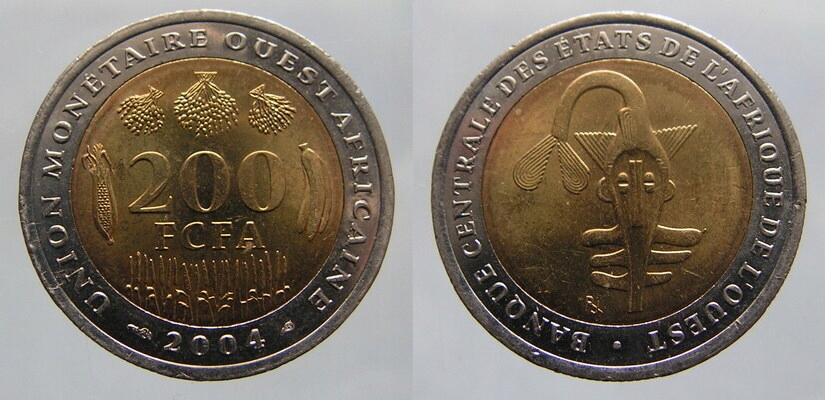 UNION MONÉTAIRE OUEST AFRICAINE
200
FCFA
2004
BANQUE CENTRALE DES ÉTATS DE L'AFRIQUE DE L'OUEST